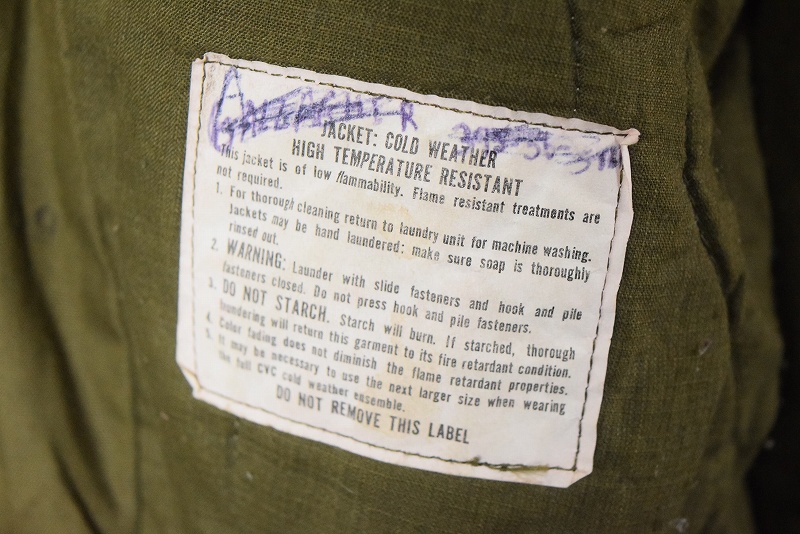 JACKET: COLD WEATHER
HIGH TEMPERATURE RESISTANT
This jacket is of low flammability. Flame resistant treatments are
not required.
1. For thorough cleaning return to laundry unit for machine washing.
Jackets may be hand laundered: make sure soap is thoroughly
rinsed out.
2. WARNING: Launder with slide fasteners and hook and pile
fasteners closed. Do not press hook and pile fasteners.
3. DO NOT STARCH. Starch will burn. If starched, thorough
laundering will return this garment to its fire retardant condition.
4. Color fading does not diminish the flame retardant properties.
5. It may be necessary to use the next larger size when wearing
the full CVC cold weather ensemble.
DO NOT REMOVE THIS LABEL